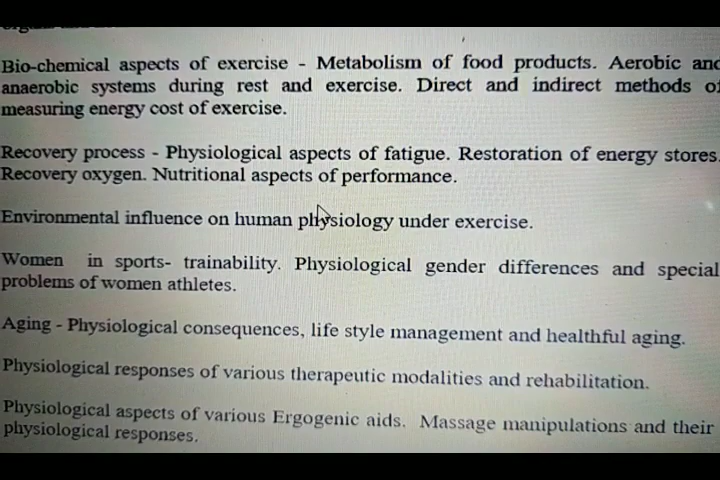 Bio-chemical aspects of exercise - Metabolism of food products. Aerobic and
anaerobic systems during rest and exercise. Direct and indirect methods of
measuring energy cost of exercise.
Recovery process - Physiological aspects of fatigue. Restoration of energy stores.
Recovery oxygen. Nutritional aspects of performance.
Environmental influence on human physiology under exercise.
Women in sports- trainability. Physiological gender differences and special
problems of women athletes.
Aging - Physiological consequences, life style management and healthful aging.
Physiological responses of various therapeutic modalities and rehabilitation.
Physiological aspects of various Ergogenic aids. Massage manipulations and their
physiological responses.